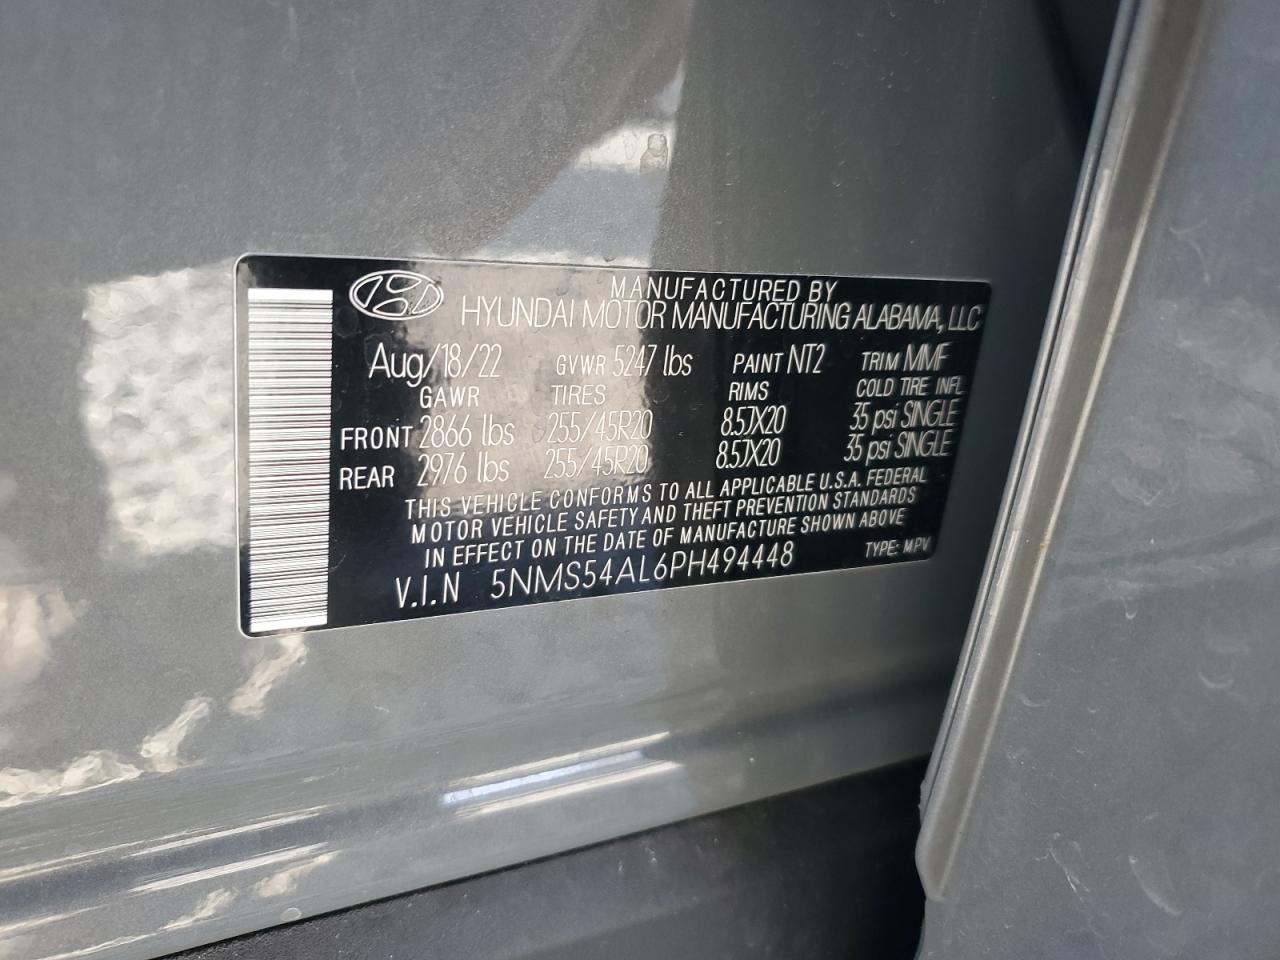 MANUFACTURED BY
HYUNDAI MOTOR MANUFACTURING ALABAMA, LLC
Aug/18/22 GVWR 5247 lbs PAINT NT2 TRIM MMF
GAWR TIRES RIMS COLD TIRE INFL
FRONT 2866 lbs 255/45R20 8.5JX20 35 psi SINGLE
REAR 2976 lbs 255/45R20 8.5JX20 35 psi SINGLE
THIS VEHICLE CONFORMS TO ALL APPLICABLE U.S.A. FEDERAL
MOTOR VEHICLE SAFETY AND THEFT PREVENTION STANDARDS
IN EFFECT ON THE DATE OF MANUFACTURE SHOWN ABOVE
V.I.N 5NMS54AL6PH494448 TYPE: MPV